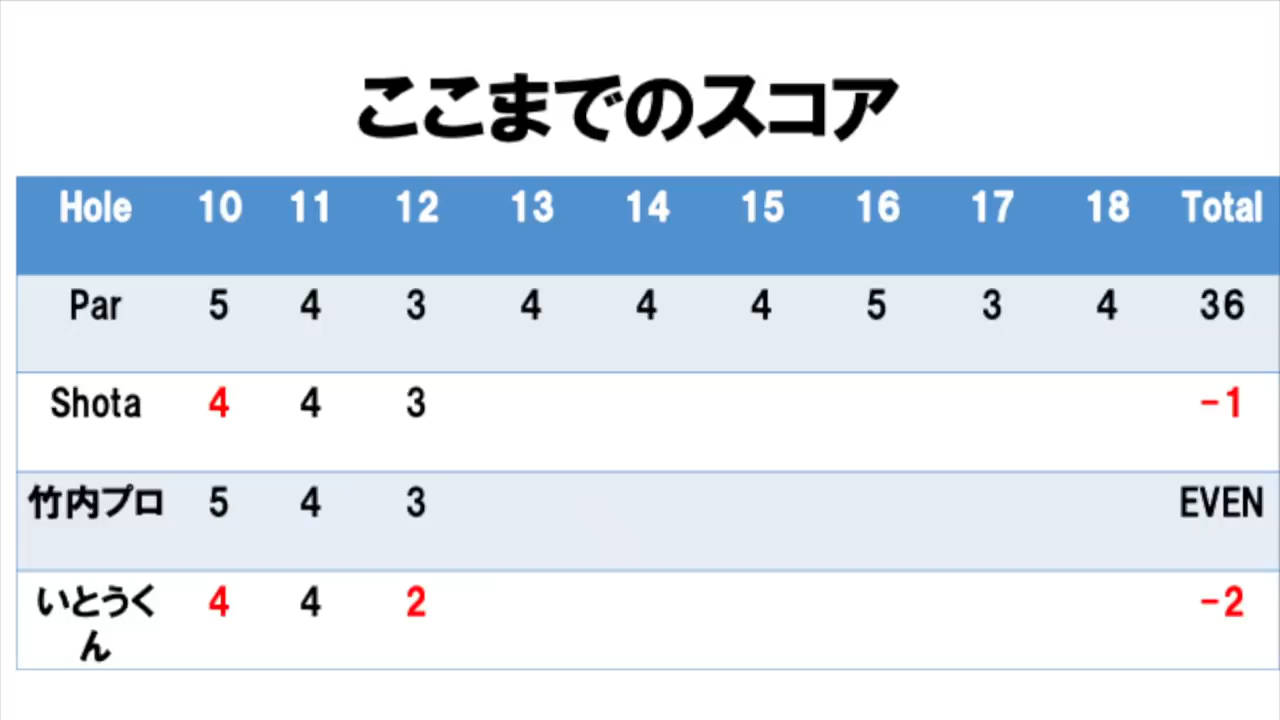 ここまでのスコア
Hole 10 11 12 13 14 15 16 17 18 Total
Par 5 4 3 4 4 4 5 3 4 36
Shota 4 4 3 -1
竹内プロ 5 4 3 EVEN
いとうく 4 4 2 -2
ん